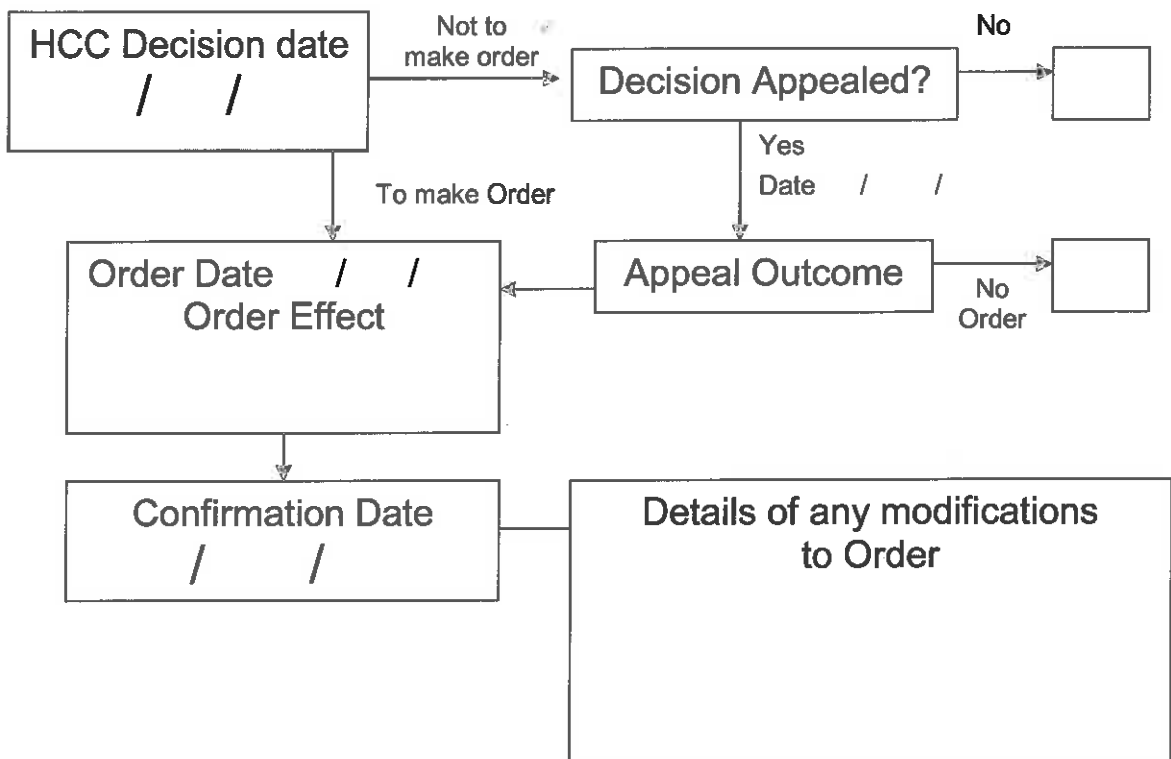 HCC Decision date
/ /
Not to
make order
Decision Appealed?
No
Yes
Date / /
To make Order
Order Date / /
Order Effect
Appeal Outcome
No
Order
Confirmation Date
/ /
Details of any modifications
to Order